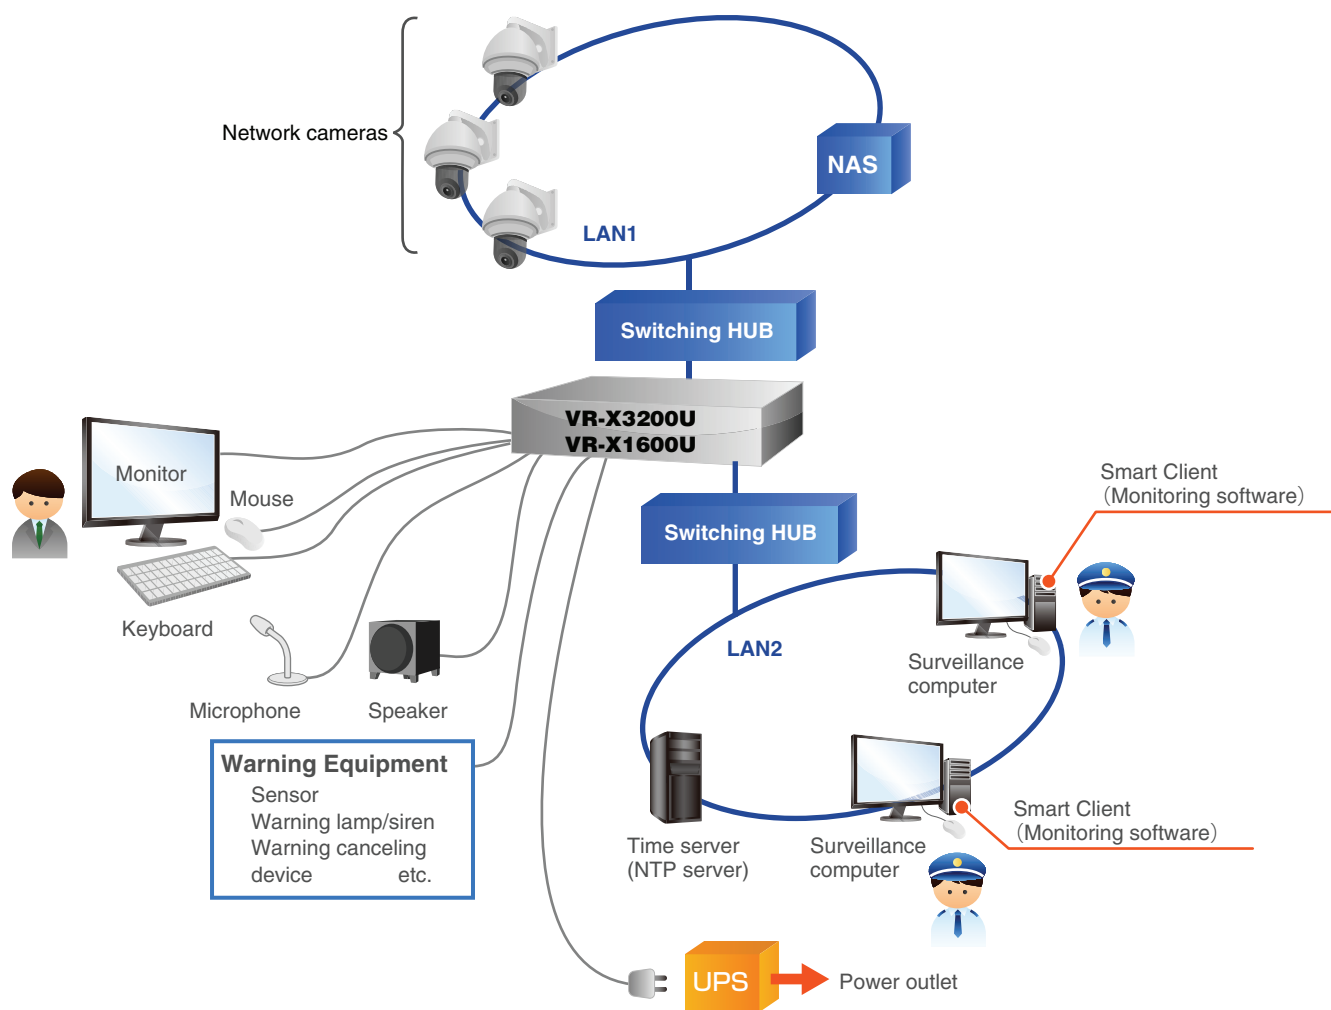 Network cameras
NAS
LAN1
Switching HUB
VR-X3200U
VR-X1600U
Monitor
Mouse
Keyboard
Microphone
Speaker
Switching HUB
Smart Client
（Monitoring software）
LAN2
Surveillance
computer
Warning Equipment
Sensor
Warning lamp/siren
Warning canceling
device etc.
Time server
(NTP server)
Surveillance
computer
Smart Client
（Monitoring software）
UPS
Power outlet